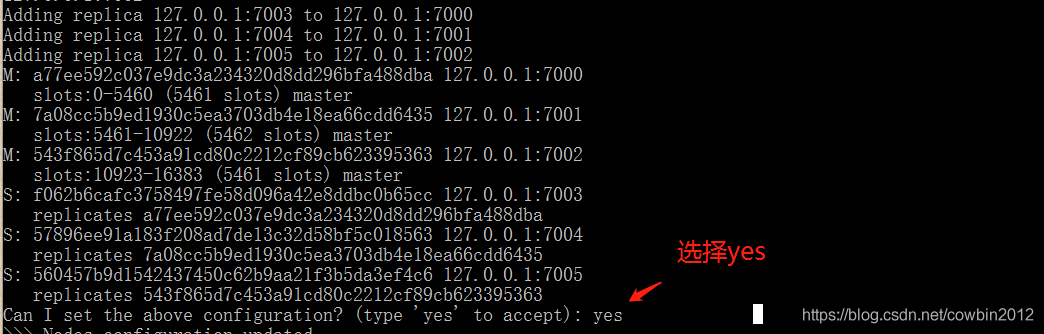 Adding replica 127.0.0.1:7003 to 127.0.0.1:7000
Adding replica 127.0.0.1:7004 to 127.0.0.1:7001
Adding replica 127.0.0.1:7005 to 127.0.0.1:7002
M: a77ee592c037e9dc3a234320d8dd296bfa488dba 127.0.0.1:7000
slots:0-5460 (5461 slots) master
M: 7a08cc5b9ed1930c5ea3703db4e18ea66cdd6435 127.0.0.1:7001
slots:5461-10922 (5462 slots) master
M: 543f865d7c453a91cd80c2212cf89cb623395363 127.0.0.1:7002
slots:10923-16383 (5461 slots) master
S: f062b6cafc3758497fe58d096a42e8ddbc0b65cc 127.0.0.1:7003
replicates a77ee592c037e9dc3a234320d8dd296bfa488dba
S: 57896ee91a183f208ad7de13c32d58bf5c018563 127.0.0.1:7004
replicates 7a08cc5b9ed1930c5ea3703db4e18ea66cdd6435
选择yes
S: 560457b9d1542437450c62b9aa21f3b5da3ef4c6 127.0.0.1:7005
replicates 543f865d7c453a91cd80c2212cf89cb623395363
Can I set the above configuration? (type 'yes' to accept): yes
https://blog.csdn.net/cowbin2012
>>> Nodes configuration updated